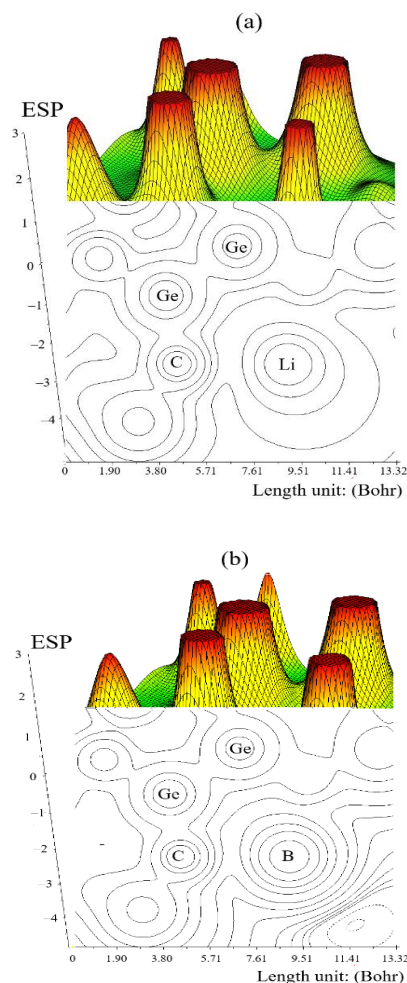 (a)
ESP
3
2
1
0
−1
−2
−3
−4
Ge
Ge
C
Li
0 1.90 3.80 5.71 7.61 9.51 11.41 13.32
Length unit: (Bohr)
(b)
ESP
3
2
1
0
−1
−2
−3
−4
Ge
Ge
C
B
0 1.90 3.80 5.71 7.61 9.51 11.41 13.32
Length unit: (Bohr)